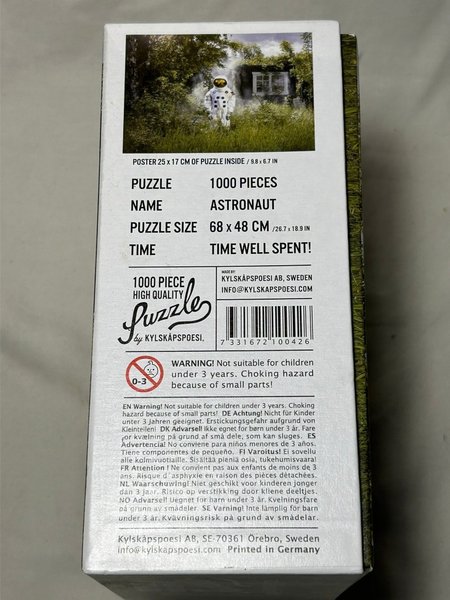 POSTER 25 x 17 CM OF PUZZLE INSIDE / 9.8 x 6.7 IN
PUZZLE 1000 PIECES
NAME ASTRONAUT
PUZZLE SIZE 68 x 48 CM / 26.7 x 18.9 IN
TIME TIME WELL SPENT!
1000 PIECE
HIGH QUALITY
Puzzle
by KYLSKÅPSPOESI.
MADE BY
KYLSKÅPSPOESI AB, SWEDEN
INFO@KYLSKAPSPOESI.COM
7 331672 100426
0-3
WARNING! Not suitable for children
under 3 years. Choking hazard
because of small parts!
EN Warning! Not suitable for children under 3 years. Choking
hazard because of small parts! DE Achtung! Nicht für Kinder
unter 3 Jahren geeignet. Erstickungsgefahr aufgrund von
Kleinteilen! DK Advarsel! Ikke egnet for børn under 3 år. Fare
for kvælning på grund af små dele, som kan sluges. ES
Advertencia! No conviene para niños menores de 3 años.
Tiene componentes de pequeño. FI Varoitus! Ei sovellu
alle kolmivuotiaille. Sisältää pieniä osia, tukehtumisvaara!
FR Attention ! Ne convient pas aux enfants de moins de 3
ans. Risque d'asphyxie en raison des pièces détachées.
NL Waarschuwing! Niet geschikt voor kinderen jonger
dan 3 jaar. Risico op verstikking door kleine deeltjes.
NO Advarsel! Uegnet for barn under 3 år. Kvelningsfare
på grunn av smådeler. SE Varning! Inte lämplig för barn
under 3 år. Kvävningsrisk på grund av smådelar.
Kylskåpspoesi AB, SE-70361 Örebro, Sweden
info@kylskapspoesi.com Printed in Germany